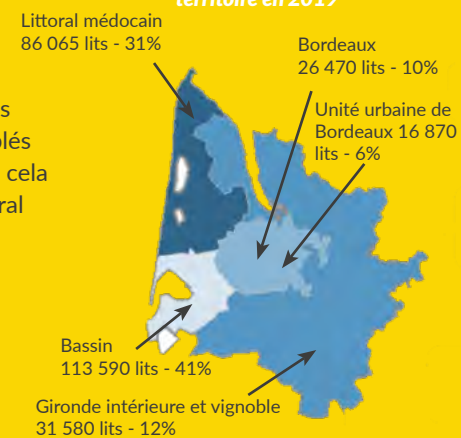 territoire en 2019
Littoral médocain
86 065 lits - 31%
Bordeaux
26 470 lits - 10%
Unité urbaine de
Bordeaux 16 870
lits - 6%
cela
Bassin
113 590 lits - 41%
Gironde intérieure et vignoble
31 580 lits - 12%